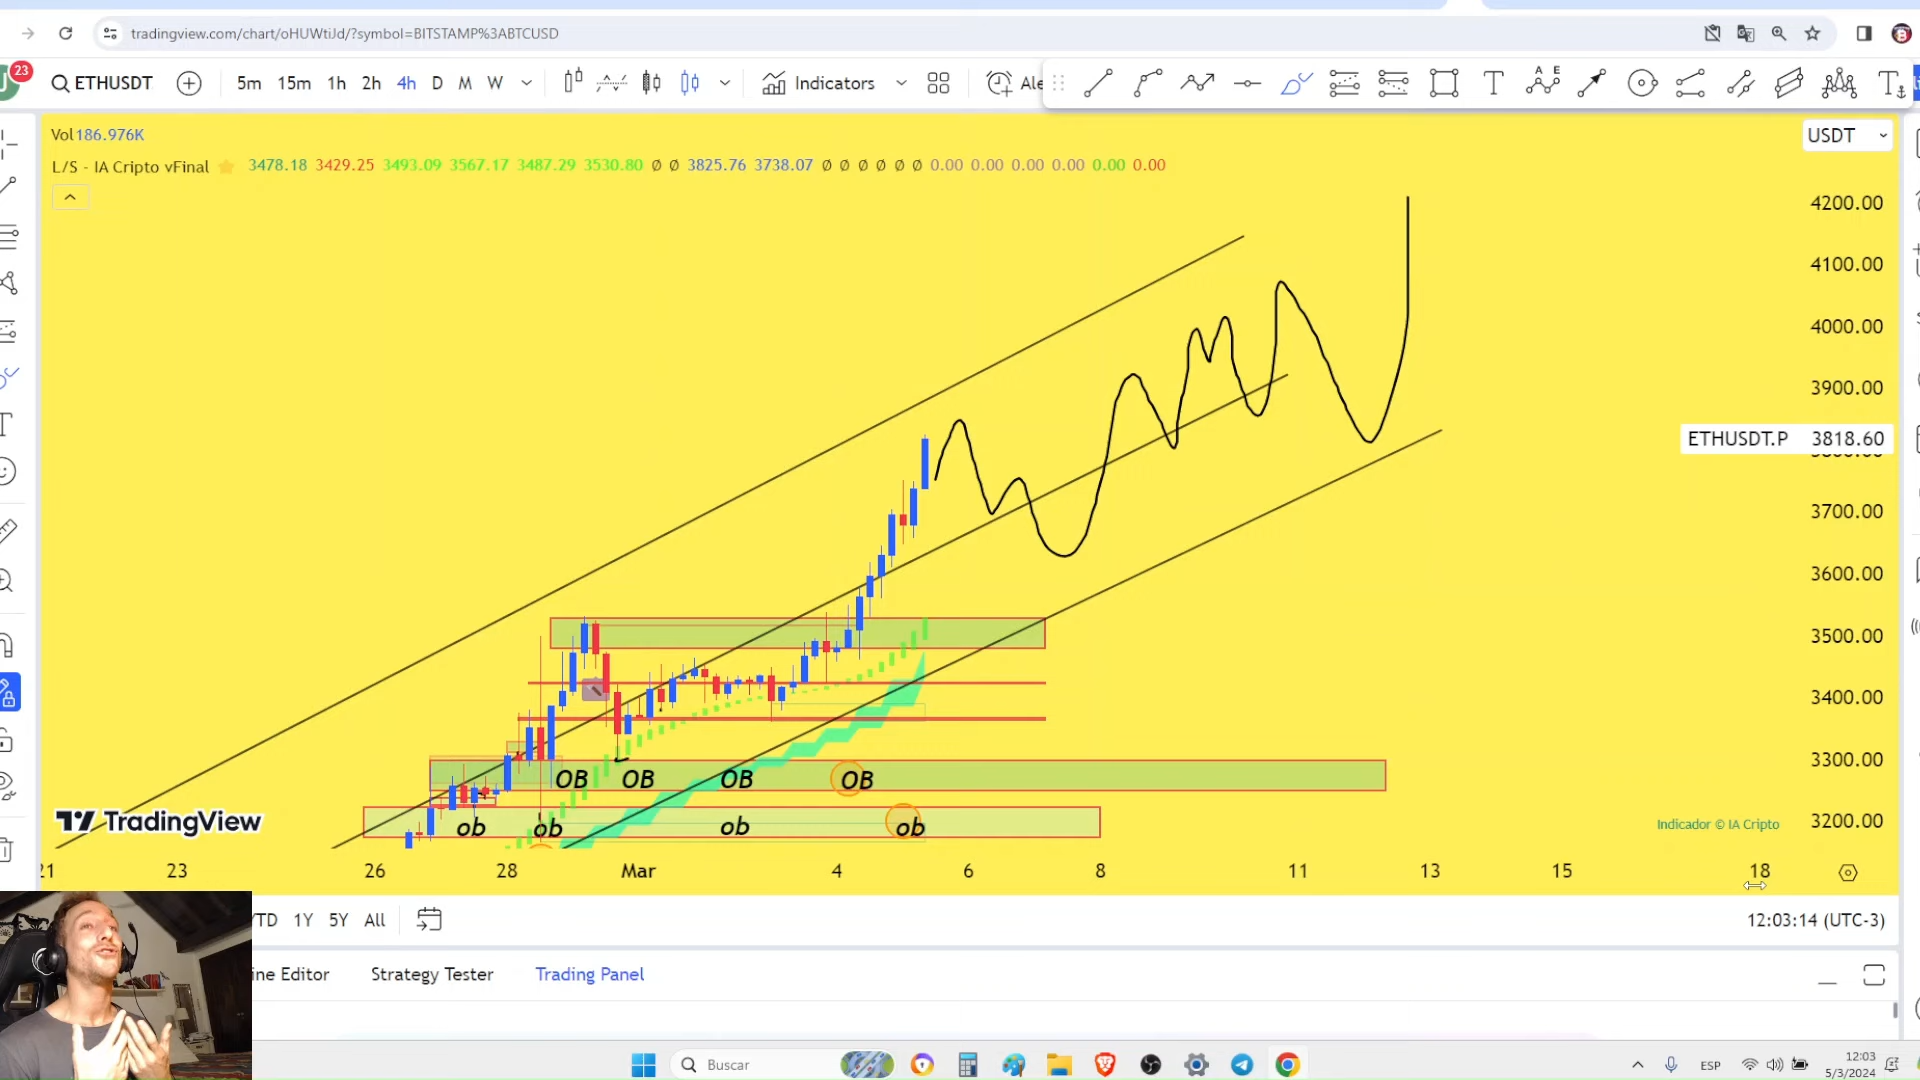 tradingview.com/chart/oHUWtiJd/?symbol=BITSTAMP%3ABTCUSD
23
ETHUSDT 5m 15m 1h 2h 4h D M W Indicators Ale
Vol 186.976K
L/S - IA Cripto vFinal 3478.18 3429.25 3493.09 3567.17 3487.29 3530.80 ∅ ∅ 3825.76 3738.07 ∅ ∅ ∅ ∅ ∅ ∅ 0.00 0.00 0.00 0.00 0.00 0.00
USDT
4200.00
4100.00
4000.00
3900.00
ETHUSDT.P 3818.60
3700.00
3600.00
3500.00
3400.00
3300.00
3200.00
OB OB OB OB
ob ob ob ob
TradingView
Indicador © IA Cripto
21 23 26 28 Mar 4 6 8 11 13 15 18
YTD 1Y 5Y All
12:03:14 (UTC-3)
ine Editor Strategy Tester Trading Panel
Buscar
ESP
12:03
5/3/2024